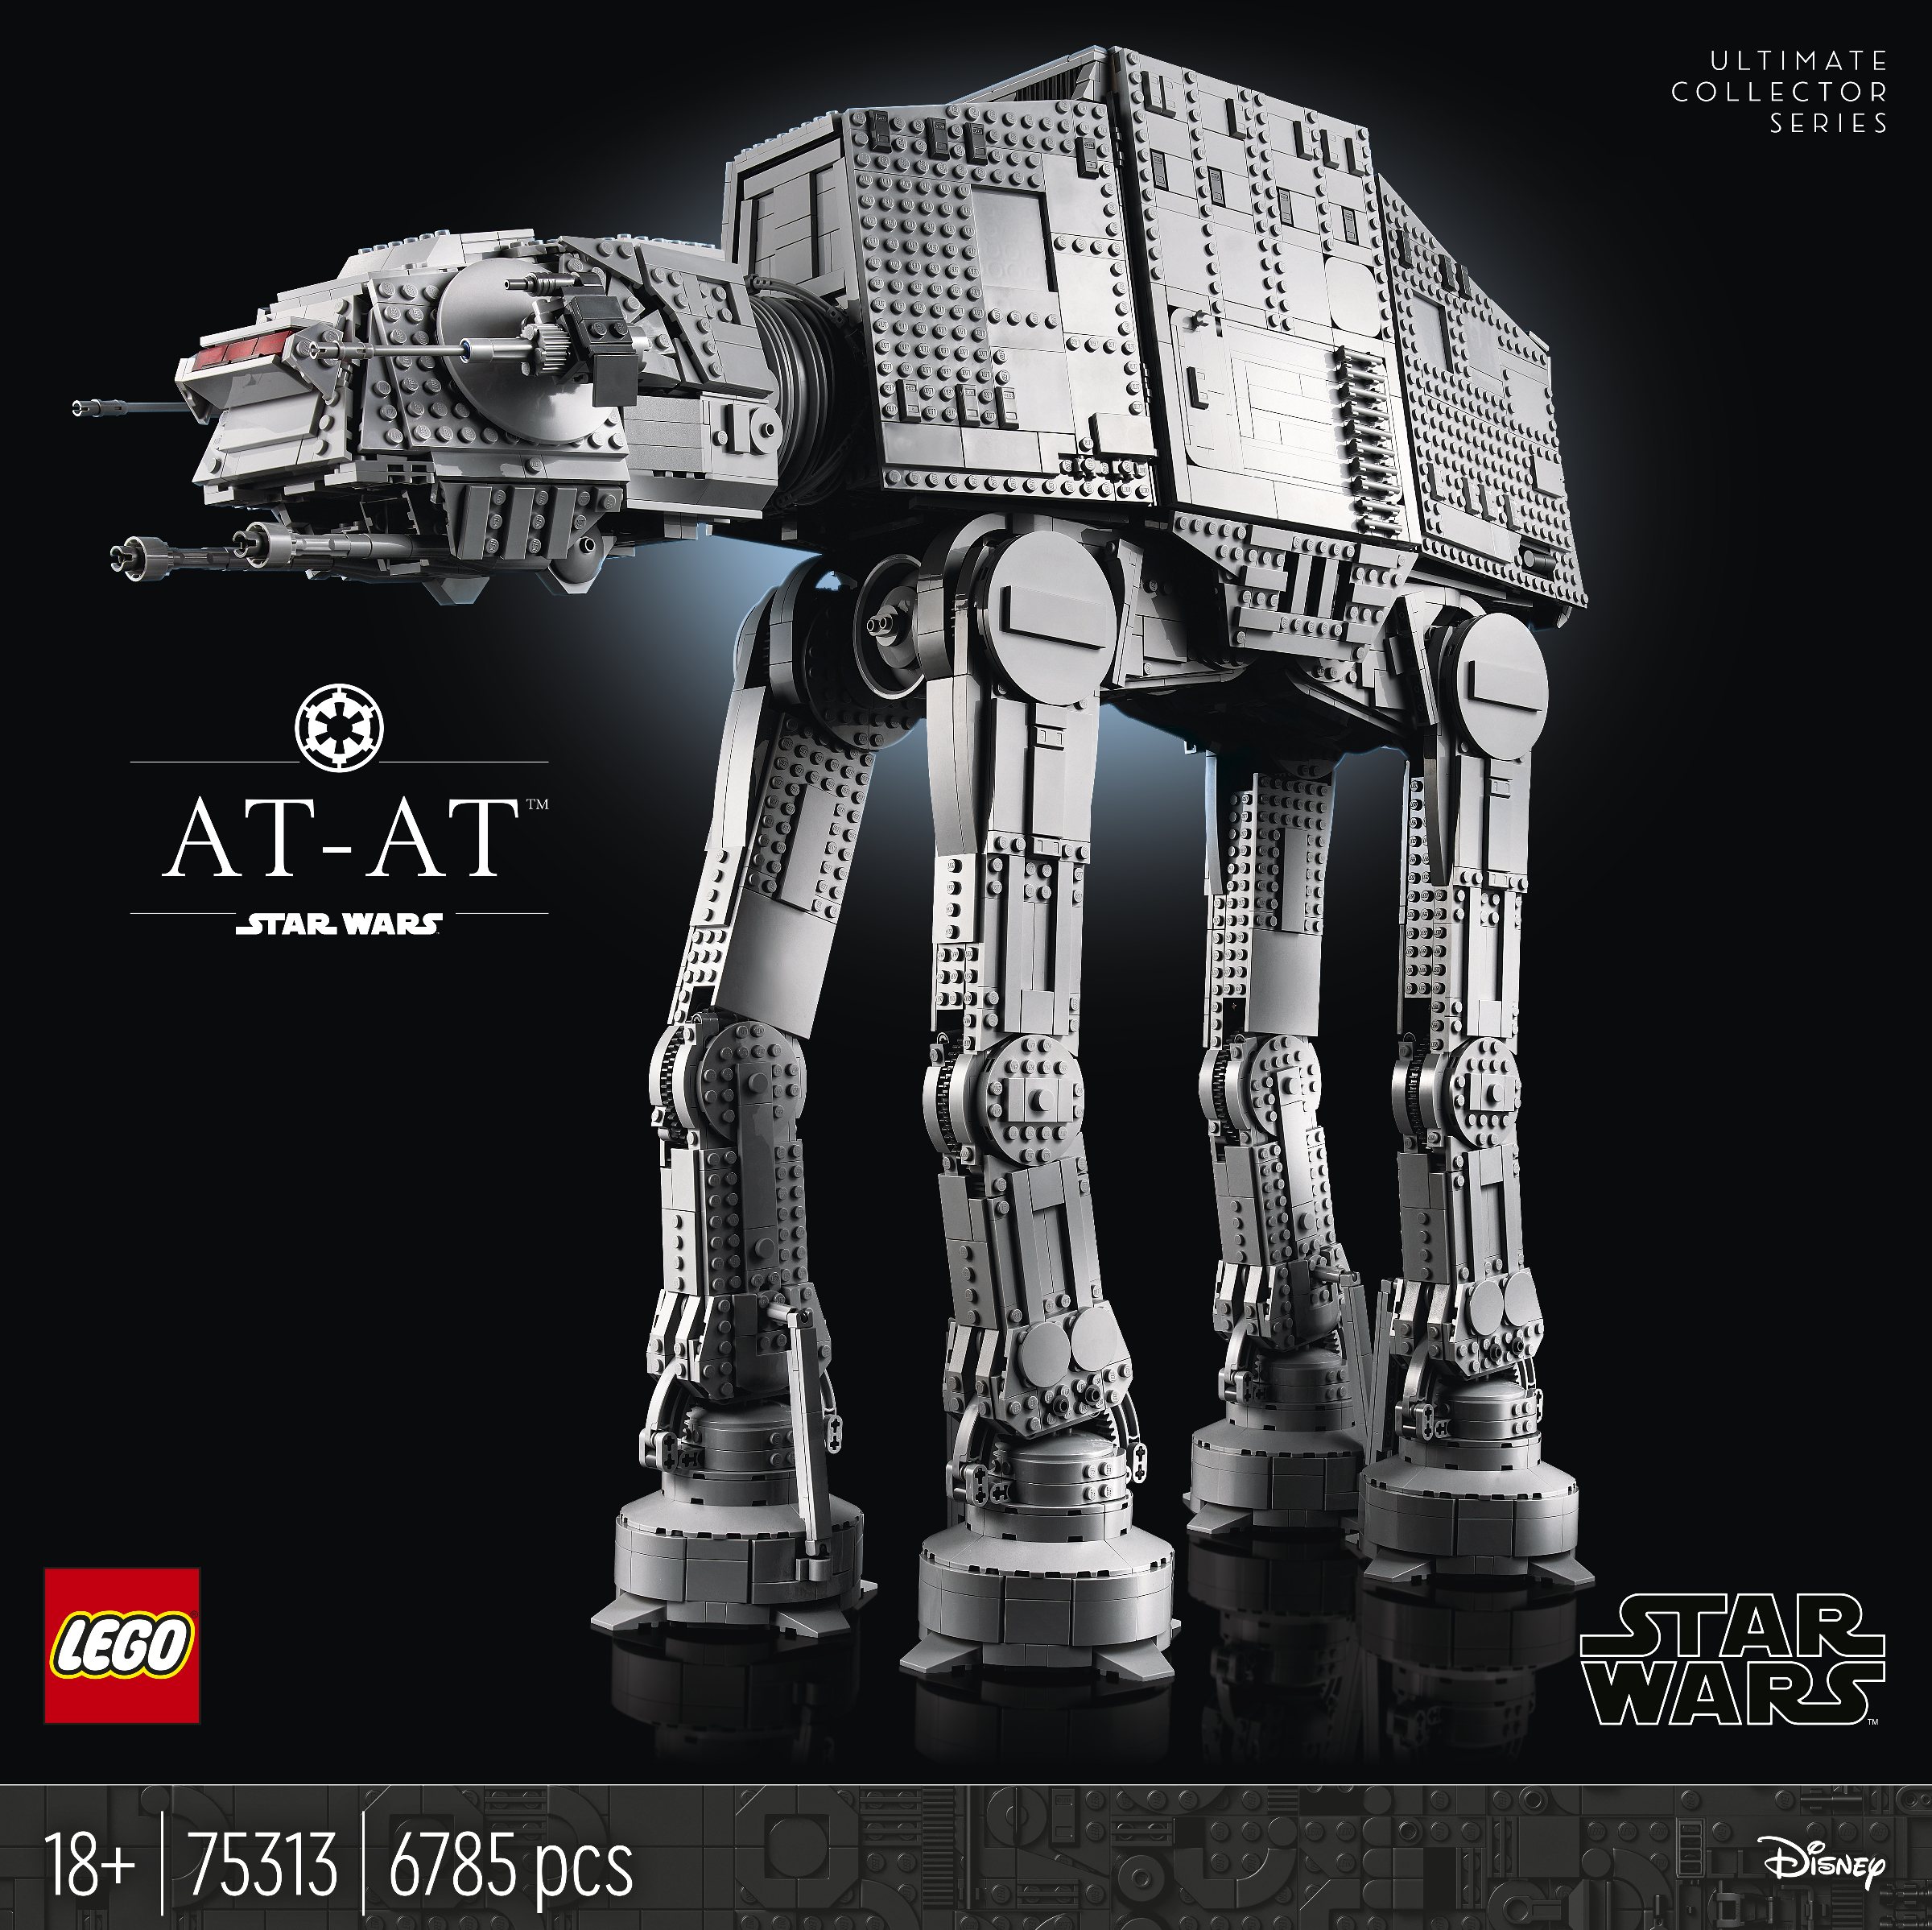 ULTIMATE
COLLECTOR
SERIES
AT-AT™
STAR WARS
LEGO
STAR
WARS™
18+ | 75313 | 6785 pcs
Disney